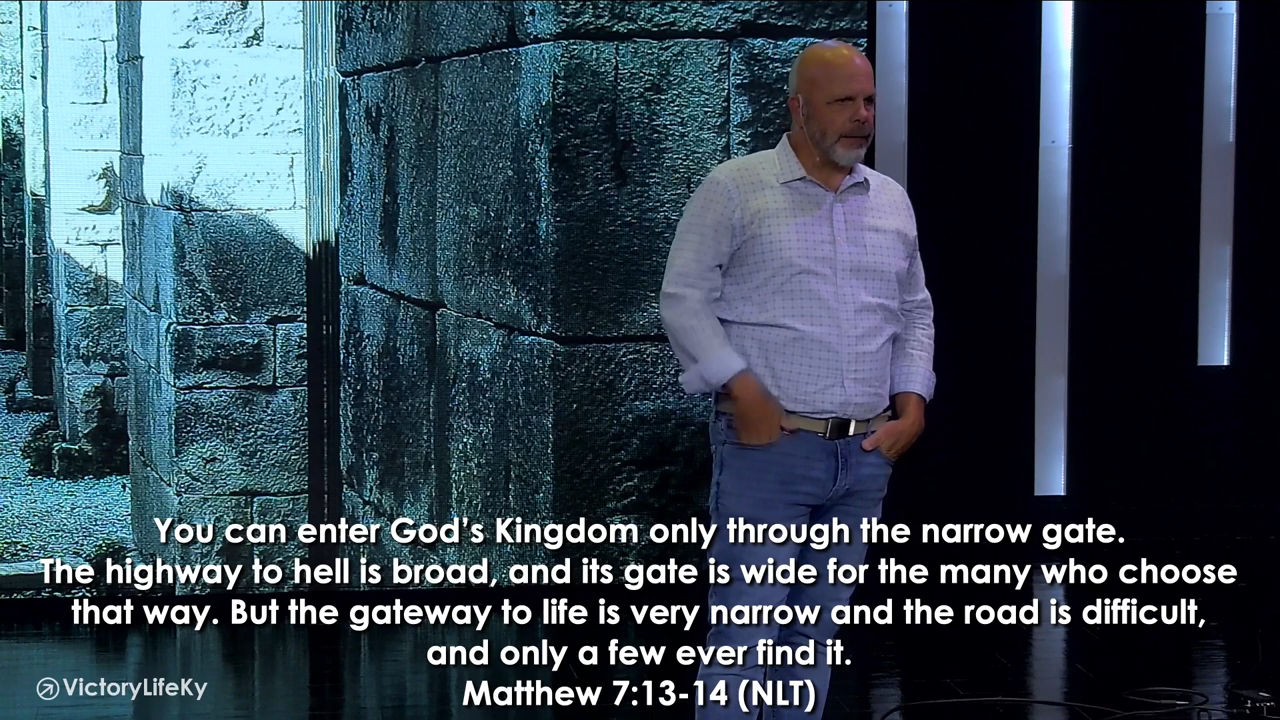 You can enter God's Kingdom only through the narrow gate.
The highway to hell is broad, and its gate is wide for the many who choose
that way. But the gateway to life is very narrow and the road is difficult,
and only a few ever find it.
Matthew 7:13-14 (NLT)
VictoryLifeKy